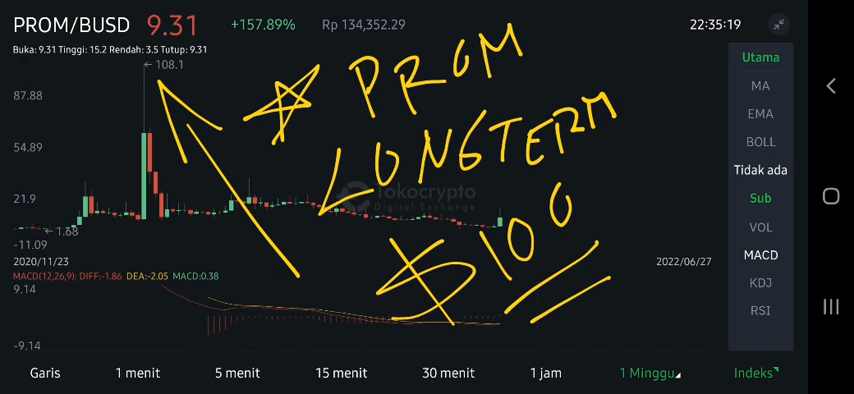 PROM/BUSD 9.31 +157.89% Rp 134,352.29 22:35:19
Buka: 9.31 Tinggi: 15.2 Rendah: 3.5 Tutup: 9.31
Utama
108.1
PROM
MA
87.88
EMA
LONGTERM
54.89
BOLL
Tidak ada
Tokocrypto
Digital Exchange
21.9
Sub
1.68
VOL
-11.09
$100
2020/11/23 2022/06/27
MACD
MACD(12,26,9): DIFF:-1.86 DEA:-2.05 MACD:0.38
9.14
KDJ
RSI
-9.14
Garis 1 menit 5 menit 15 menit 30 menit 1 jam 1 Minggu Indeks